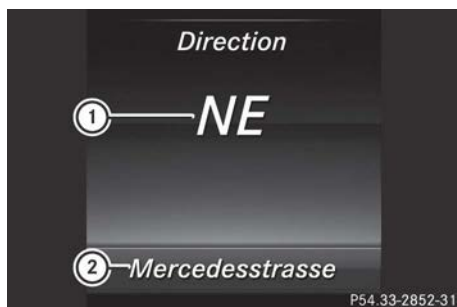 Direction
1 NE
2 Mercedesstrasse
P54.33-2852-31